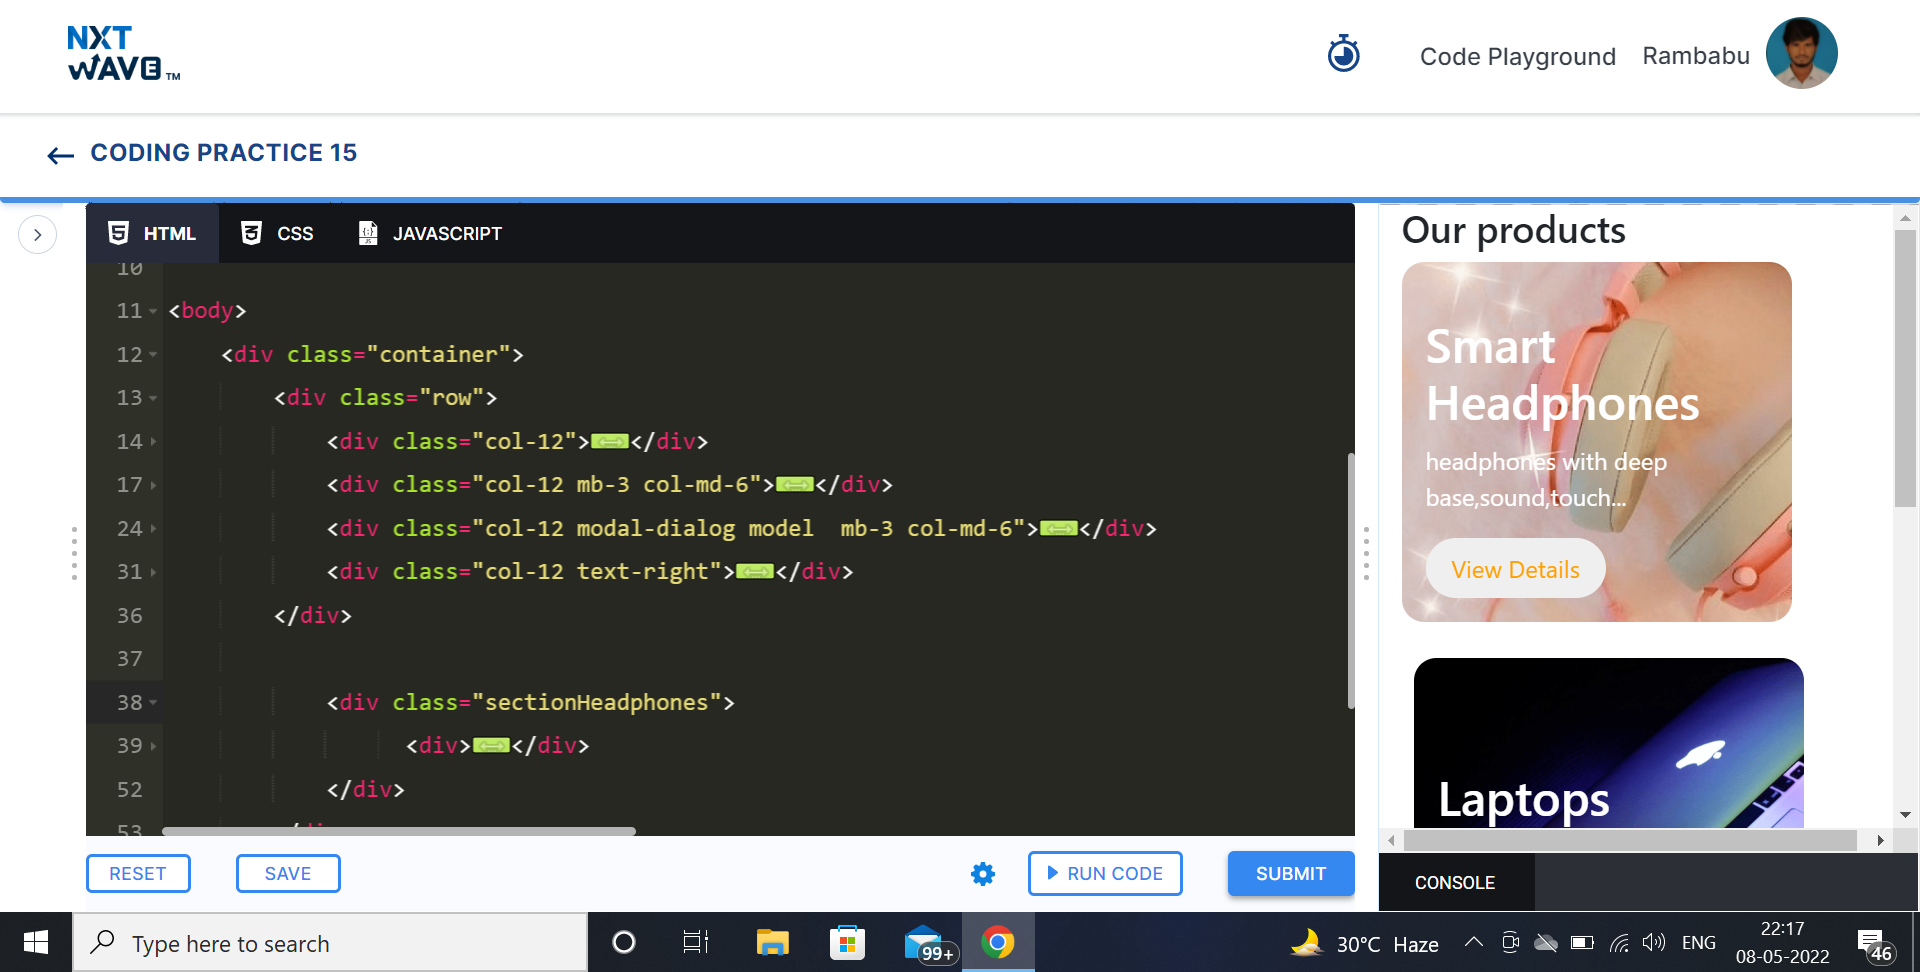 NXT
WAVE TM
Code Playground Rambabu
CODING PRACTICE 15
HTML CSS JAVASCRIPT
10
11 <body>
12 <div class="container">
13 <div class="row">
14 <div class="col-12"></div>
17 <div class="col-12 mb-3 col-md-6"></div>
24 <div class="col-12 modal-dialog model  mb-3 col-md-6"></div>
31 <div class="col-12 text-right"></div>
36 </div>
37
38 <div class="sectionHeadphones">
39 <div></div>
52 </div>
53 </div>
RESET SAVE RUN CODE SUBMIT
Our products
Smart
Headphones
headphones with deep
base,sound,touch...
View Details
Laptops
CONSOLE
Type here to search
99+
30°C Haze
ENG
22:17
08-05-2022
46